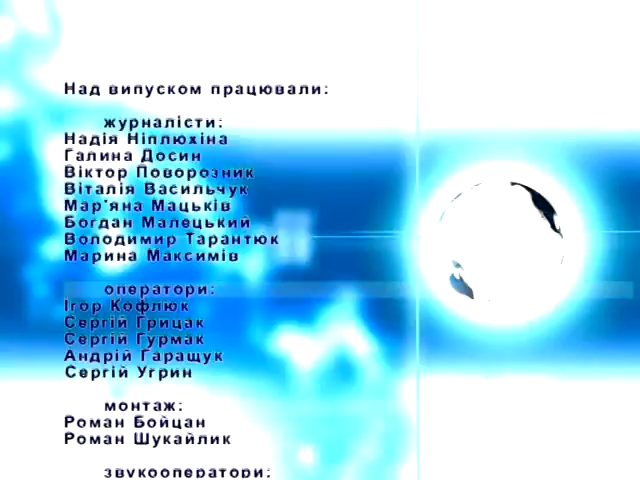 Над випуском працювали:
журналісти:
Надія Ніплюхіна
Галина Досин
Віктор Поворозник
Віталія Васильчук
Мар'яна Мацьків
Богдан Малецький
Володимир Тарантюк
Марина Максимів
оператори:
Ігор Кофлюк
Сергій Грицак
Сергій Гурмак
Андрій Гаращук
Сергій Угрин
монтаж:
Роман Бойцан
Роман Шукайлик
звукооператори: